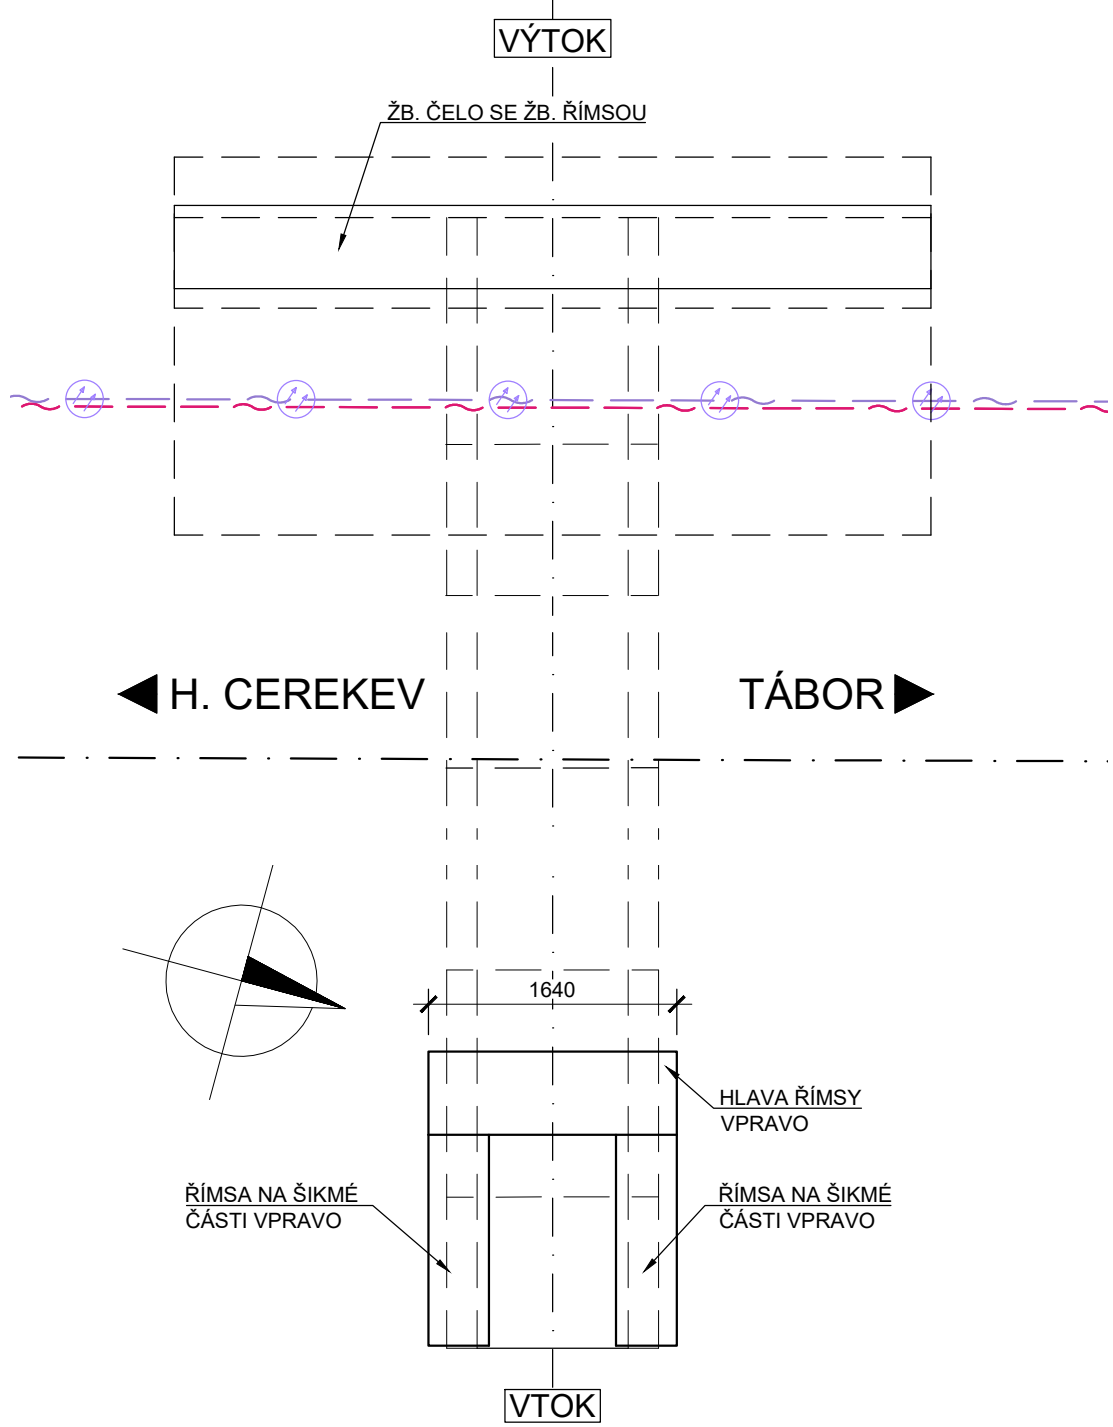 VÝTOK
ŽB. ČELO SE ŽB. ŘÍMSOU
H. CEREKEV
TÁBOR
1640
HLAVA ŘÍMSY
VPRAVO
ŘÍMSA NA ŠIKMÉ
ČÁSTI VPRAVO
ŘÍMSA NA ŠIKMÉ
ČÁSTI VPRAVO
VTOK